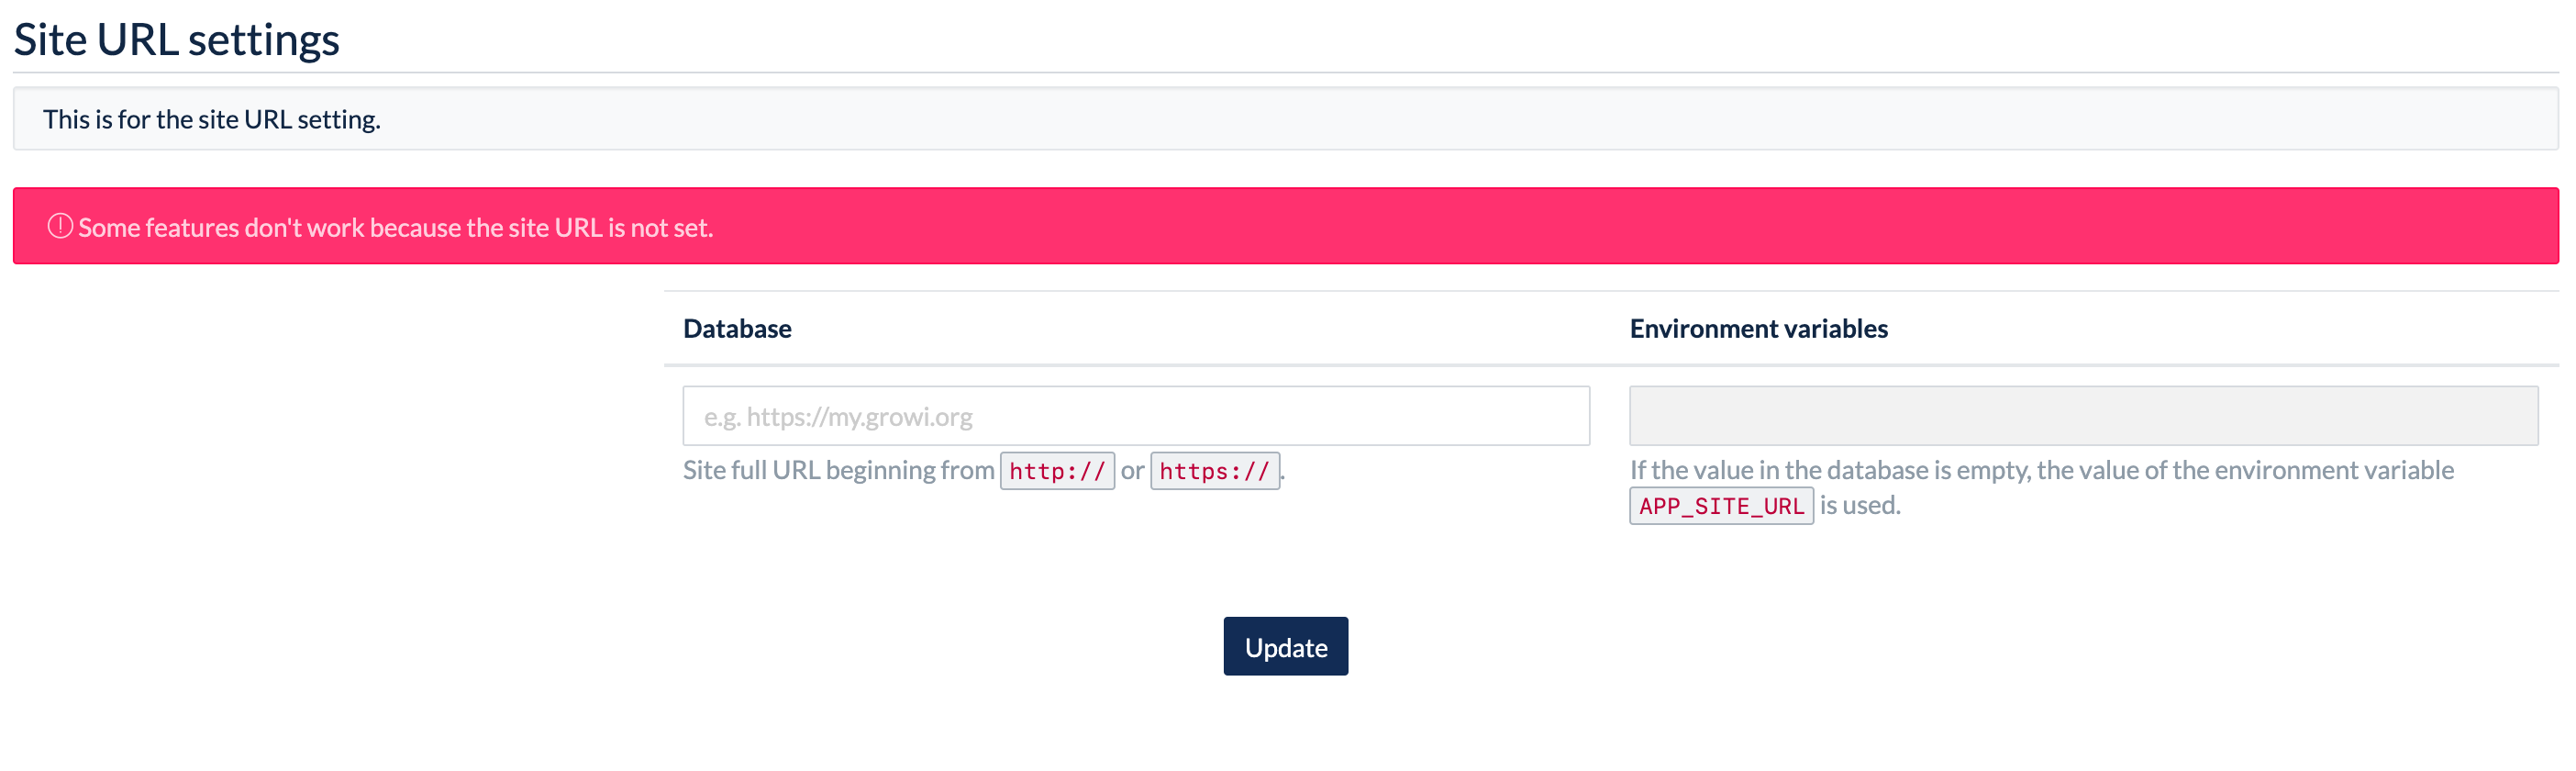 Site URL settings
This is for the site URL setting.
Some features don't work because the site URL is not set.
Database
Environment variables
e.g. https://my.growi.org
Site full URL beginning from http:// or https://.
If the value in the database is empty, the value of the environment variable
APP_SITE_URL is used.
Update